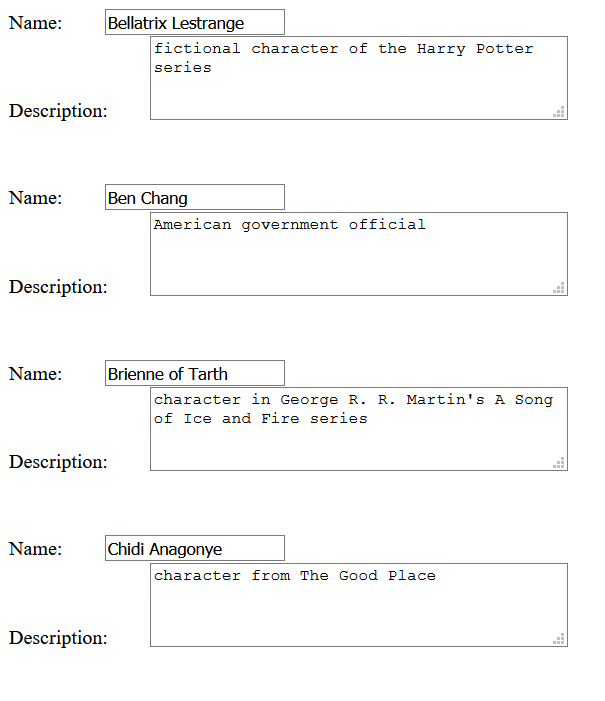 Name: Bellatrix Lestrange
fictional character of the Harry Potter
series
Description:
Name: Ben Chang
American government official
Description:
Name: Brienne of Tarth
character in George R. R. Martin's A Song
of Ice and Fire series
Description:
Name: Chidi Anagonye
character from The Good Place
Description: